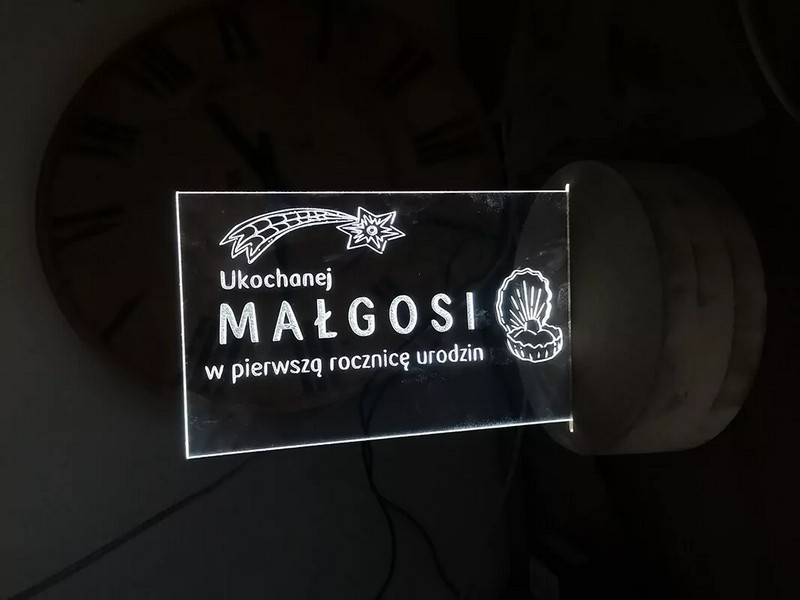 Ukochanej
MAŁGOSI
w pierwszą rocznicę urodzin